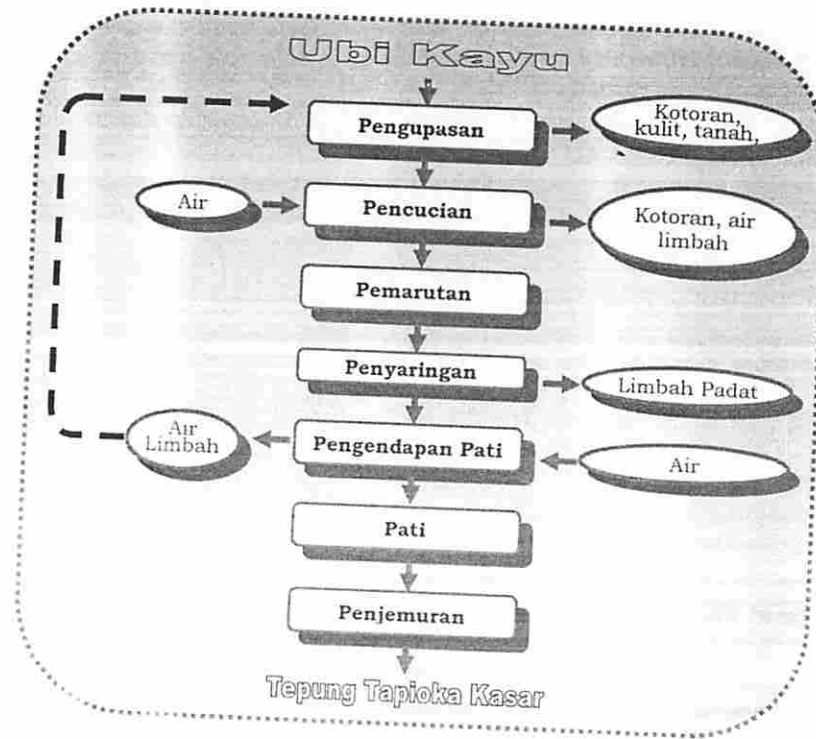 Ubi Kayu
Pengupasan
Kotoran,
kulit, tanah,
Air
Pencucian
Kotoran, air
limbah
Pemarutan
Penyaringan
Limbah Padat
Air
Limbah
Pengendapan Pati
Air
Pati
Penjemuran
Tepung Tapioka Kasar